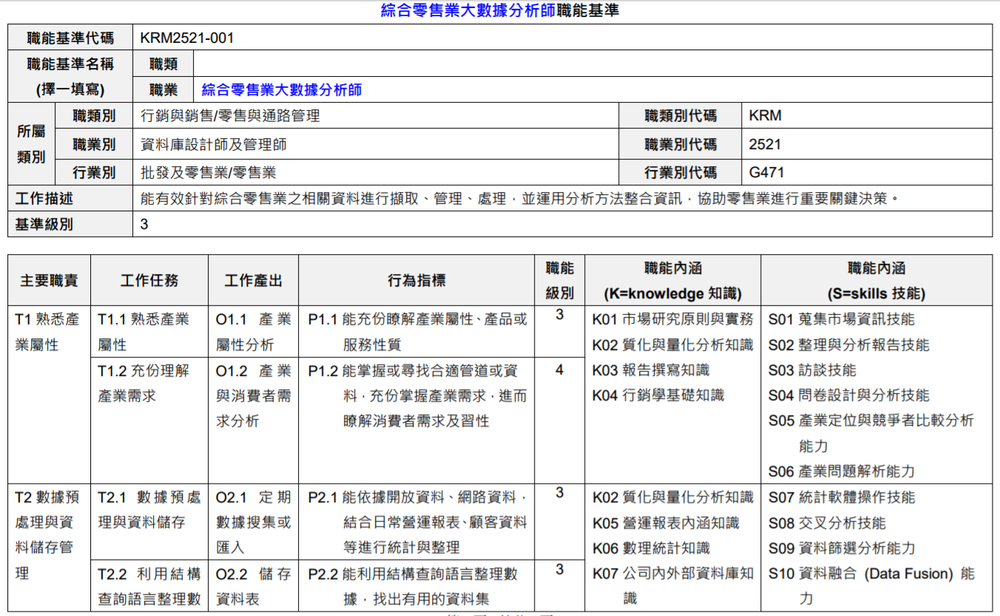 綜合零售業大數據分析師職能基準
職能基準代碼 KRM2521-001
職能基準名稱
(擇一填寫)
職類
職業 綜合零售業大數據分析師
所屬
類別
職類別 行銷與銷售/零售與通路管理 職類別代碼 KRM
職業別 資料庫設計師及管理師 職業別代碼 2521
行業別 批發及零售業/零售業 行業別代碼 G471
工作描述 能有效針對綜合零售業之相關資料進行擷取、管理、處理，並運用分析方法整合資訊，協助零售業進行重要關鍵決策。
基準級別 3
主要職責
工作任務
工作產出
行為指標
職能
級別
職能內涵
(K=knowledge 知識)
職能內涵
(S=skills 技能)
T1 熟悉產
業屬性
T1.1 熟悉產業
屬性
O1.1 產業
屬性分析
P1.1 能充份瞭解產業屬性、產品或
服務性質
3
T1.2 充份理解
產業需求
O1.2 產業
與消費者需
求分析
P1.2 能掌握或尋找合適管道或資
料，充份掌握產業需求，進而
瞭解消費者需求及習性
4
K01 市場研究原則與實務
K02 質化與量化分析知識
K03 報告撰寫知識
K04 行銷學基礎知識
S01 蒐集市場資訊技能
S02 整理與分析報告技能
S03 訪談技能
S04 問卷設計與分析技能
S05 產業定位與競爭者比較分析
能力
S06 產業問題解析能力
T2 數據預
處理與資
料儲存管
理
T2.1 數據預處
理與資料儲存
O2.1 定期
數據搜集或
匯入
P2.1 能依據開放資料、網路資料，
結合日常營運報表、顧客資料
等進行統計與整理
3
T2.2 利用結構
查詢語言整理數
O2.2 儲存
資料表
P2.2 能利用結構查詢語言整理數
據，找出有用的資料集
3
K02 質化與量化分析知識
K05 營運報表內涵知識
K06 數理統計知識
K07 公司內外部資料庫知
識
S07 統計軟體操作技能
S08 交叉分析技能
S09 資料篩選分析能力
S10 資料融合 (Data Fusion) 能
力